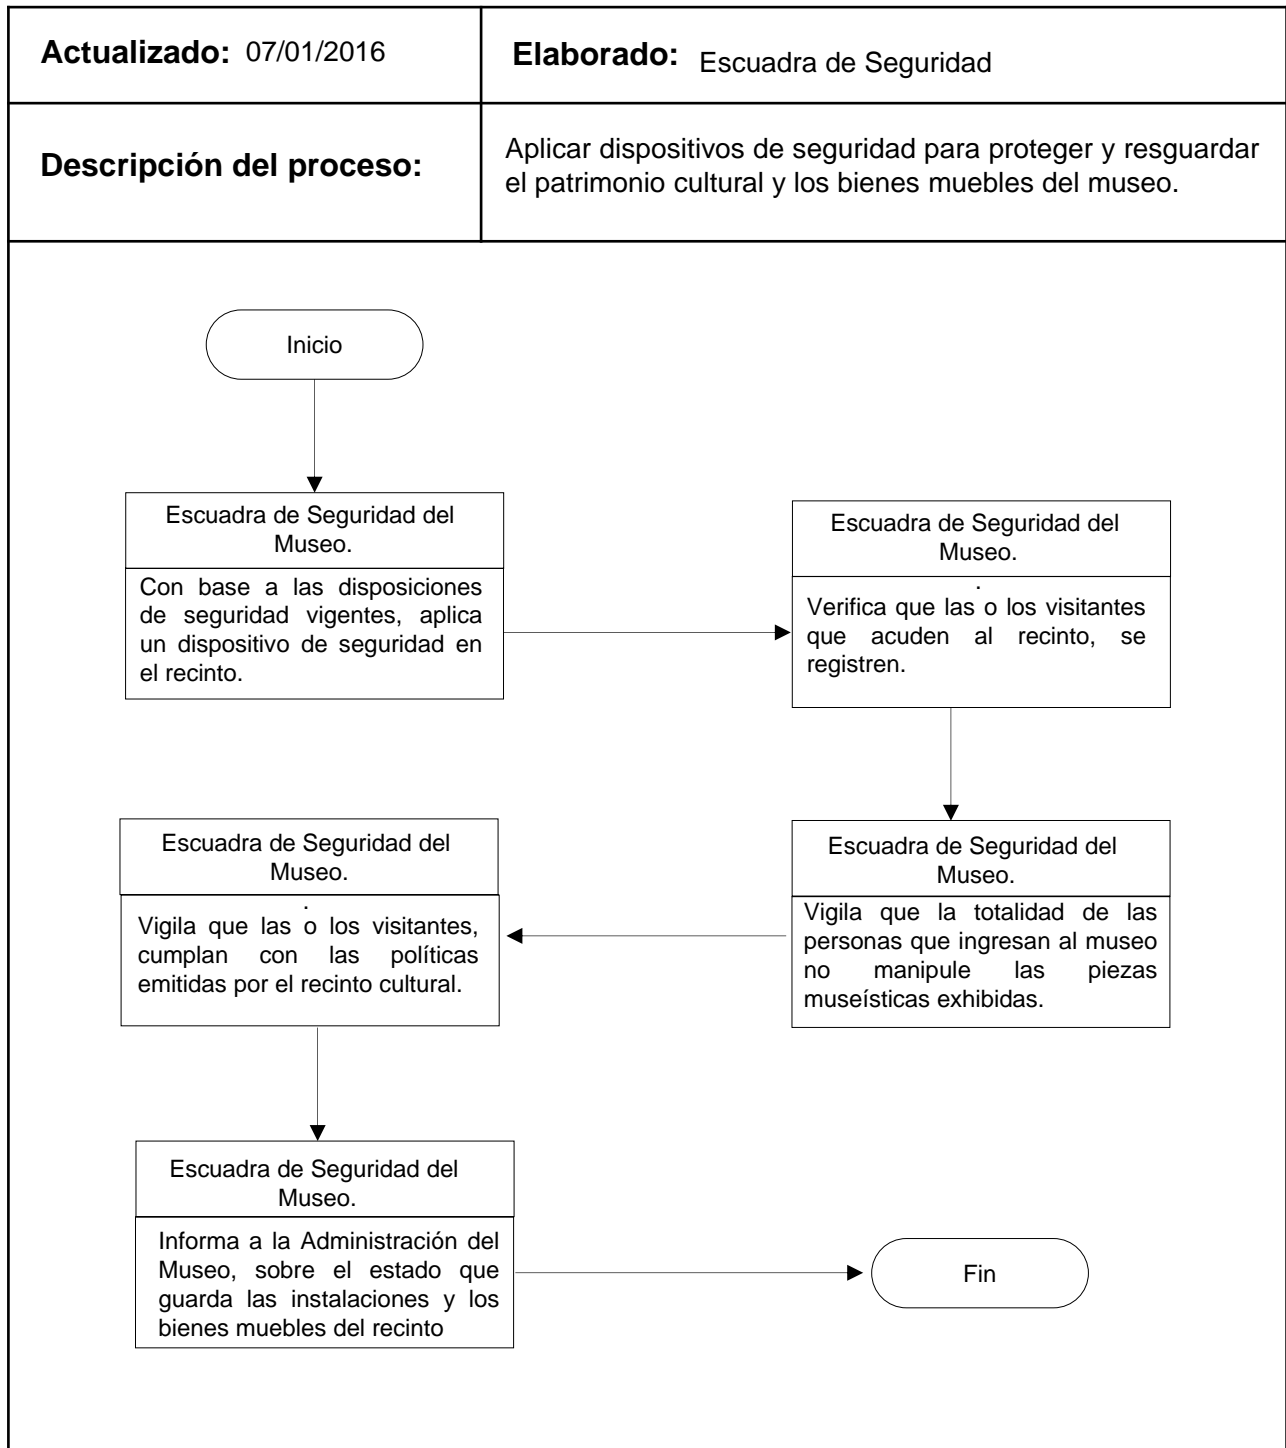 Actualizado: 07/01/2016
Elaborado: Escuadra de Seguridad
Descripción del proceso:
Aplicar dispositivos de seguridad para proteger y resguardar
el patrimonio cultural y los bienes muebles del museo.
Inicio
Escuadra de Seguridad del
Museo.
Con base a las disposiciones
de seguridad vigentes, aplica
un dispositivo de seguridad en
el recinto.
Escuadra de Seguridad del
Museo.
.
Verifica que las o los visitantes
que acuden al recinto, se
registren.
Escuadra de Seguridad del
Museo.
Vigila que la totalidad de las
personas que ingresan al museo
no manipule las piezas
museísticas exhibidas.
Escuadra de Seguridad del
Museo.
.
Vigila que las o los visitantes,
cumplan con las políticas
emitidas por el recinto cultural.
Escuadra de Seguridad del
Museo.
Informa a la Administración del
Museo, sobre el estado que
guarda las instalaciones y los
bienes muebles del recinto
Fin